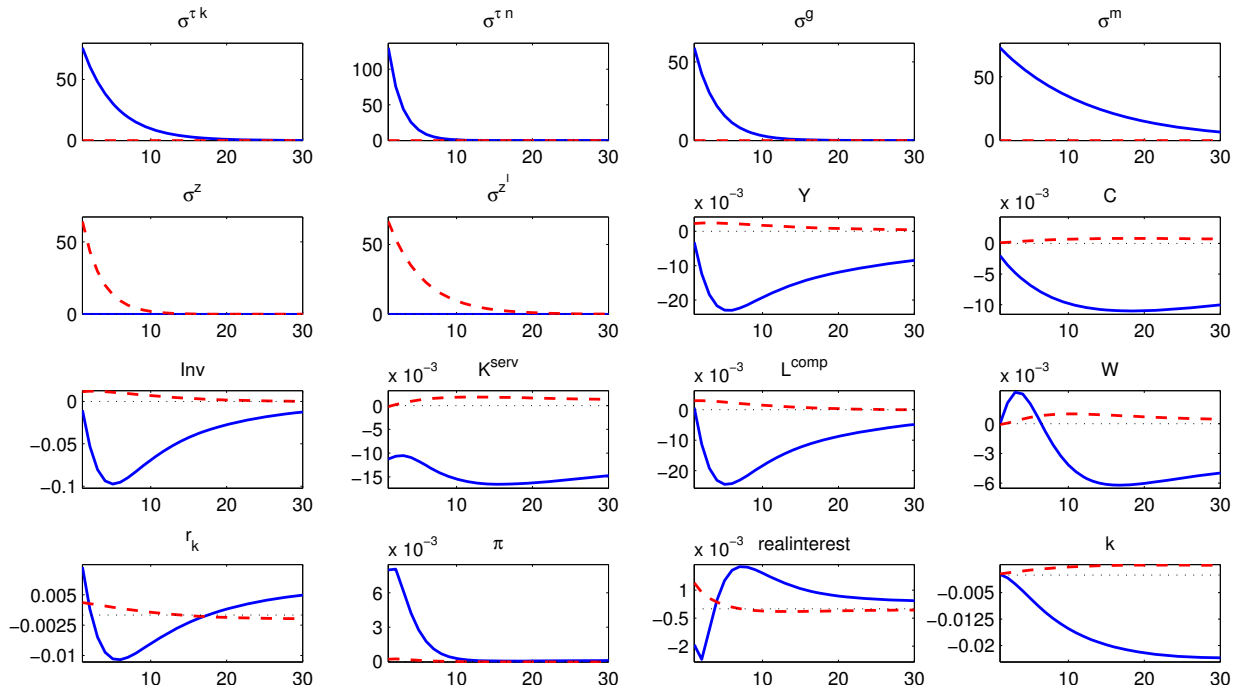 σ^{τ k} σ^{τ n} σ^g σ^m
50 100 50 50
50
0 0 0 0
10 20 30 10 20 30 10 20 30 10 20 30
σ^z σ^{z^l} Y C
x 10⁻³ x 10⁻³
50 50 0 0
−10 −5
0 0 −20 −10
10 20 30 10 20 30 10 20 30 10 20 30
Inv K^{serv} L^{comp} W
x 10⁻³ x 10⁻³ x 10⁻³
0 0 0 3
−0.05 −10 −10 0
−0.1 −15 −20 −3
−6
10 20 30 10 20 30 10 20 30 10 20 30
r_k π realinterest k
x 10⁻³ x 10⁻³
0.005 6 1 −0.005
−0.0025 3 −0.5 −0.0125
−0.01 0 −2 −0.02
10 20 30 10 20 30 10 20 30 10 20 30